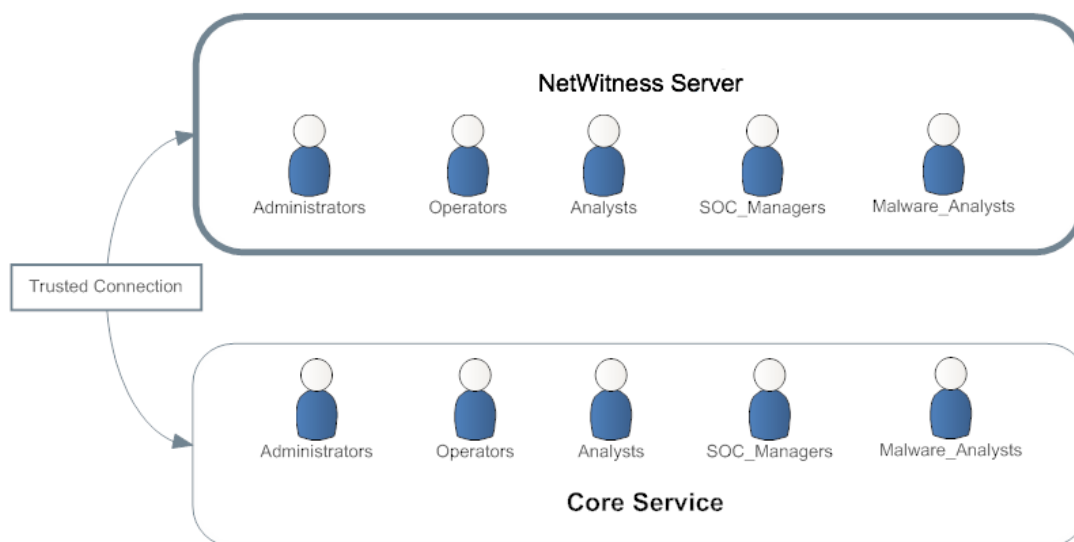 NetWitness Server
Administrators
Operators
Analysts
SOC_Managers
Malware_Analysts
Trusted Connection
Administrators
Operators
Analysts
SOC_Managers
Malware_Analysts
Core Service